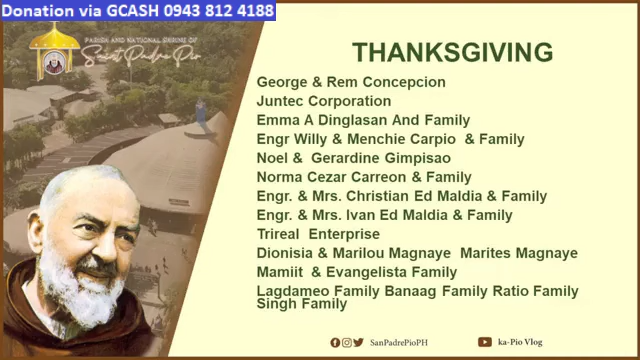 Donation via GCASH 0943 812 4188
PARISH AND NATIONAL SHRINE OF
Saint Padre Pio
THANKSGIVING
George & Rem Concepcion
Juntec Corporation
Emma A Dinglasan And Family
Engr Willy & Menchie Carpio & Family
Noel & Gerardine Gimpisao
Norma Cezar Carreon & Family
Engr. & Mrs. Christian Ed Maldia & Family
Engr. & Mrs. Ivan Ed Maldia & Family
Trireal Enterprise
Dionisia & Marilou Magnaye Marites Magnaye
Mamiit & Evangelista Family
Lagdameo Family Banaag Family Ratio Family
Singh Family
SanPadrePioPH
ka-Pio Vlog